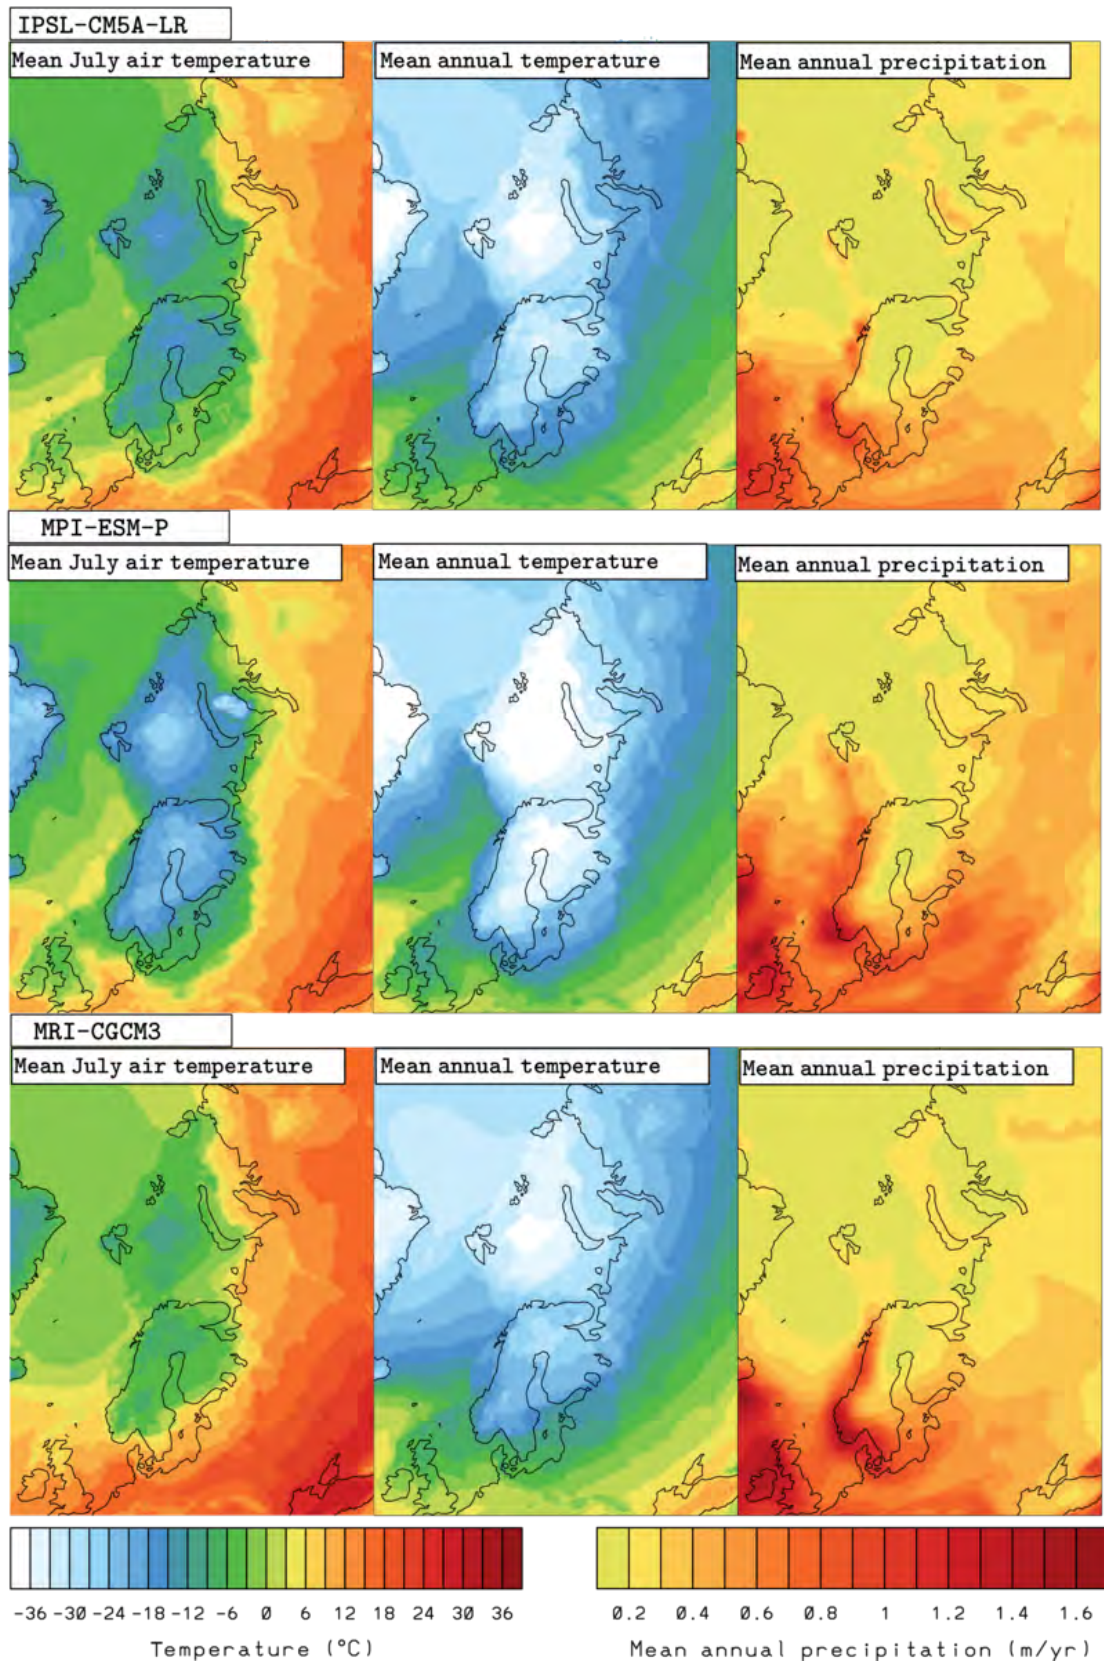 IPSL-CM5A-LR
Mean July air temperature
Mean annual temperature
Mean annual precipitation
MPI-ESM-P
Mean July air temperature
Mean annual temperature
Mean annual precipitation
MRI-CGCM3
Mean July air temperature
Mean annual temperature
Mean annual precipitation
-36 -30 -24 -18 -12 -6 0 6 12 18 24 30 36
Temperature (°C)
0.2 0.4 0.6 0.8 1 1.2 1.4 1.6
Mean annual precipitation (m/yr)